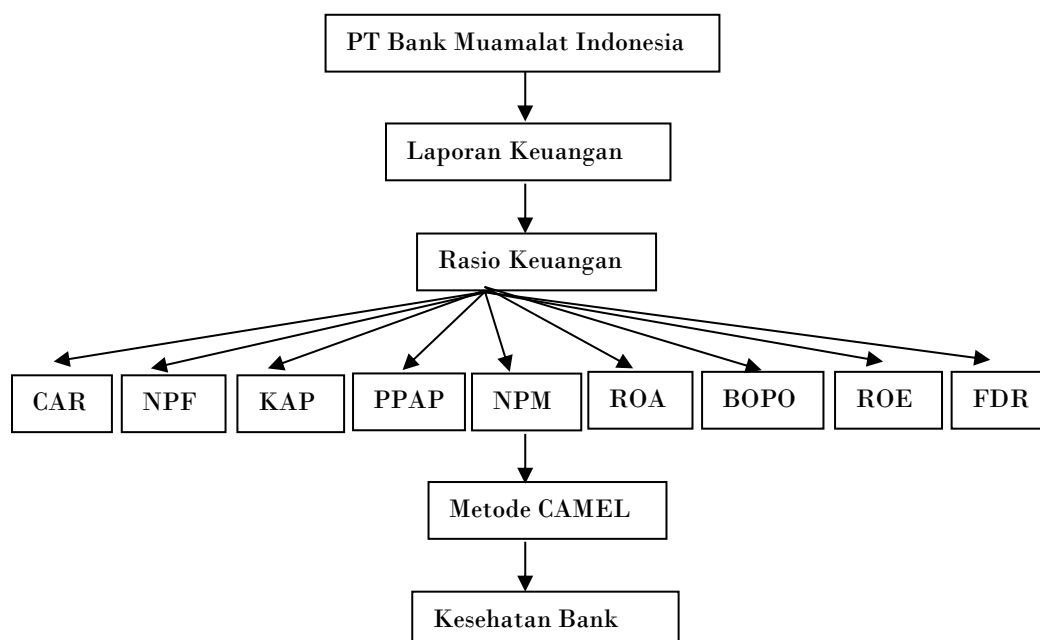 PT Bank Muamalat Indonesia
Laporan Keuangan
Rasio Keuangan
CAR NPF KAP PPAP NPM ROA BOPO ROE FDR
Metode CAMEL
Kesehatan Bank